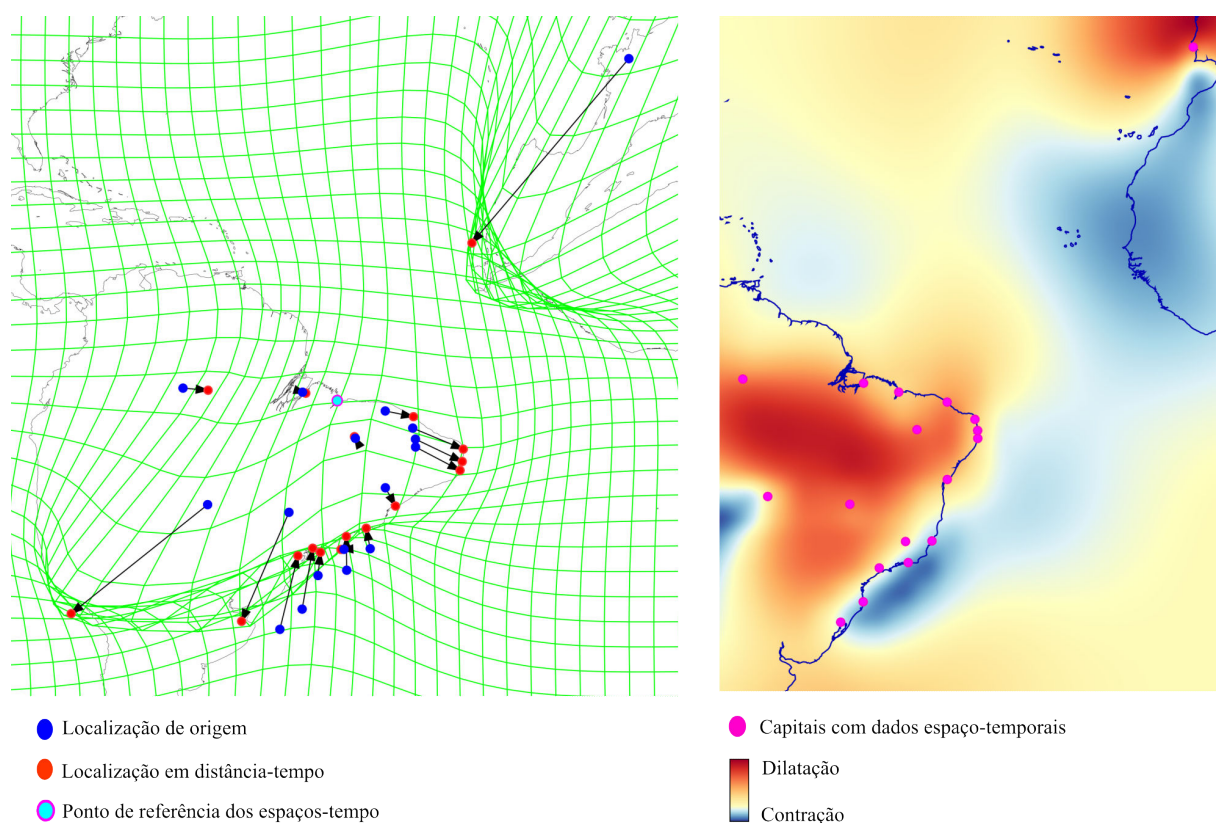 Localização de origem
Localização em distância-tempo
Ponto de referência dos espaços-tempo
Capitais com dados espaço-temporais
Dilatação
Contração